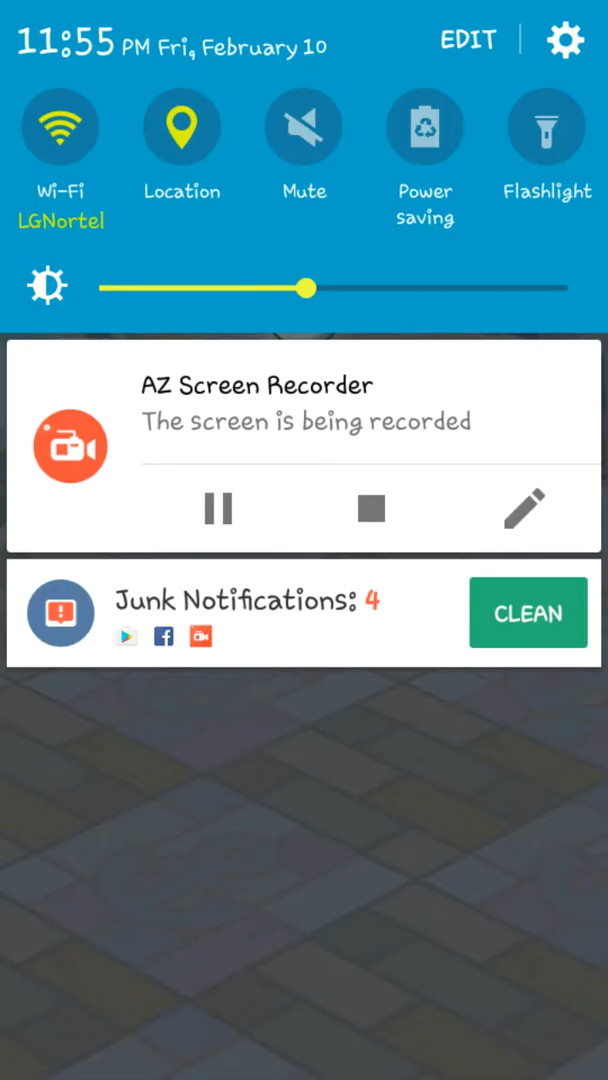 11:55 PM Fri, February 10 EDIT
Wi-Fi Location Mute Power saving Flashlight
LGNortel
AZ Screen Recorder
The screen is being recorded
Junk Notifications: 4
CLEAN